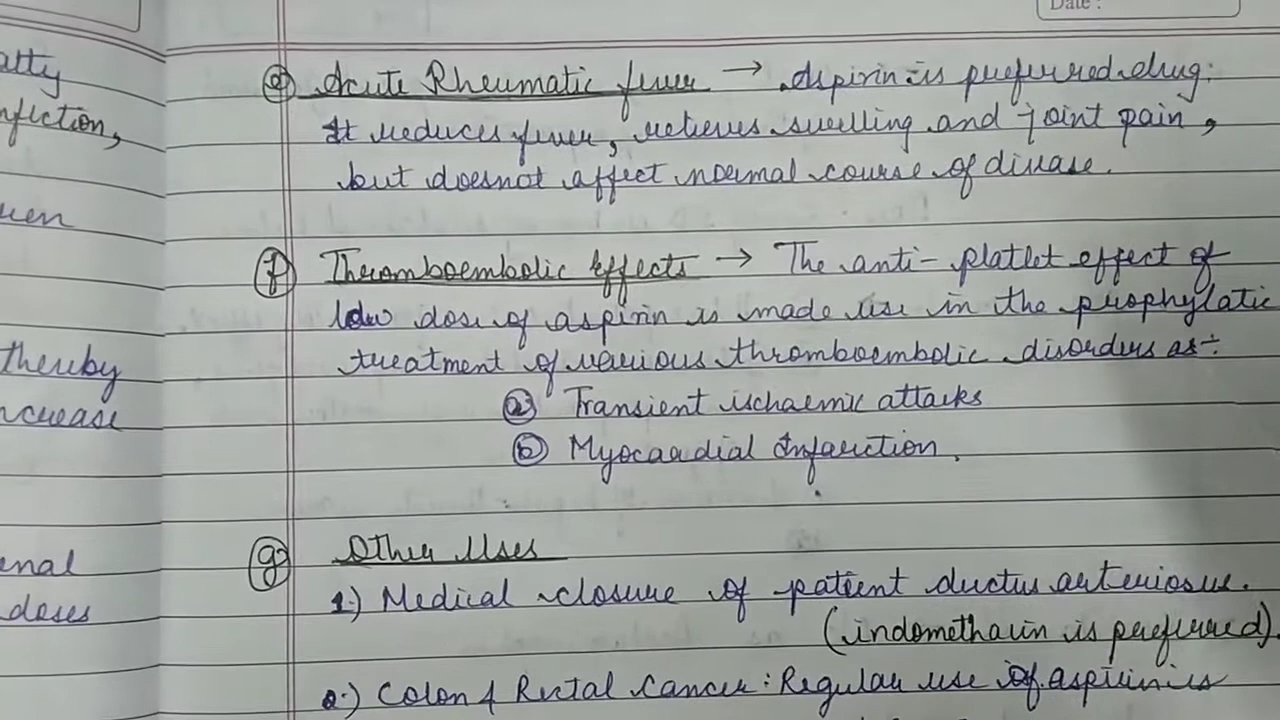 Date :
atty
nfiction,
uen
thereby
ncrease
enal
doses
(e) Acute Rheumatic fever → Aspirin is preferred drug.
It reduces fever, relieves swelling and joint pain,
but doesnot affect normal course of disease.
(f) Thromboembolic Effects → The anti-platlet effect of
low dose of aspirin is made use in the prophylatic
treatment of various thromboembolic disorders as÷
(a) Transient ischaemic attacks
(b) Myocardial Infarction.
(g) Other Uses
1.) Medical closure of patient ductus arteriosus.
(indomethacin is preferred).
2.) Colon & Rectal Cancer: Regular use of aspirin is